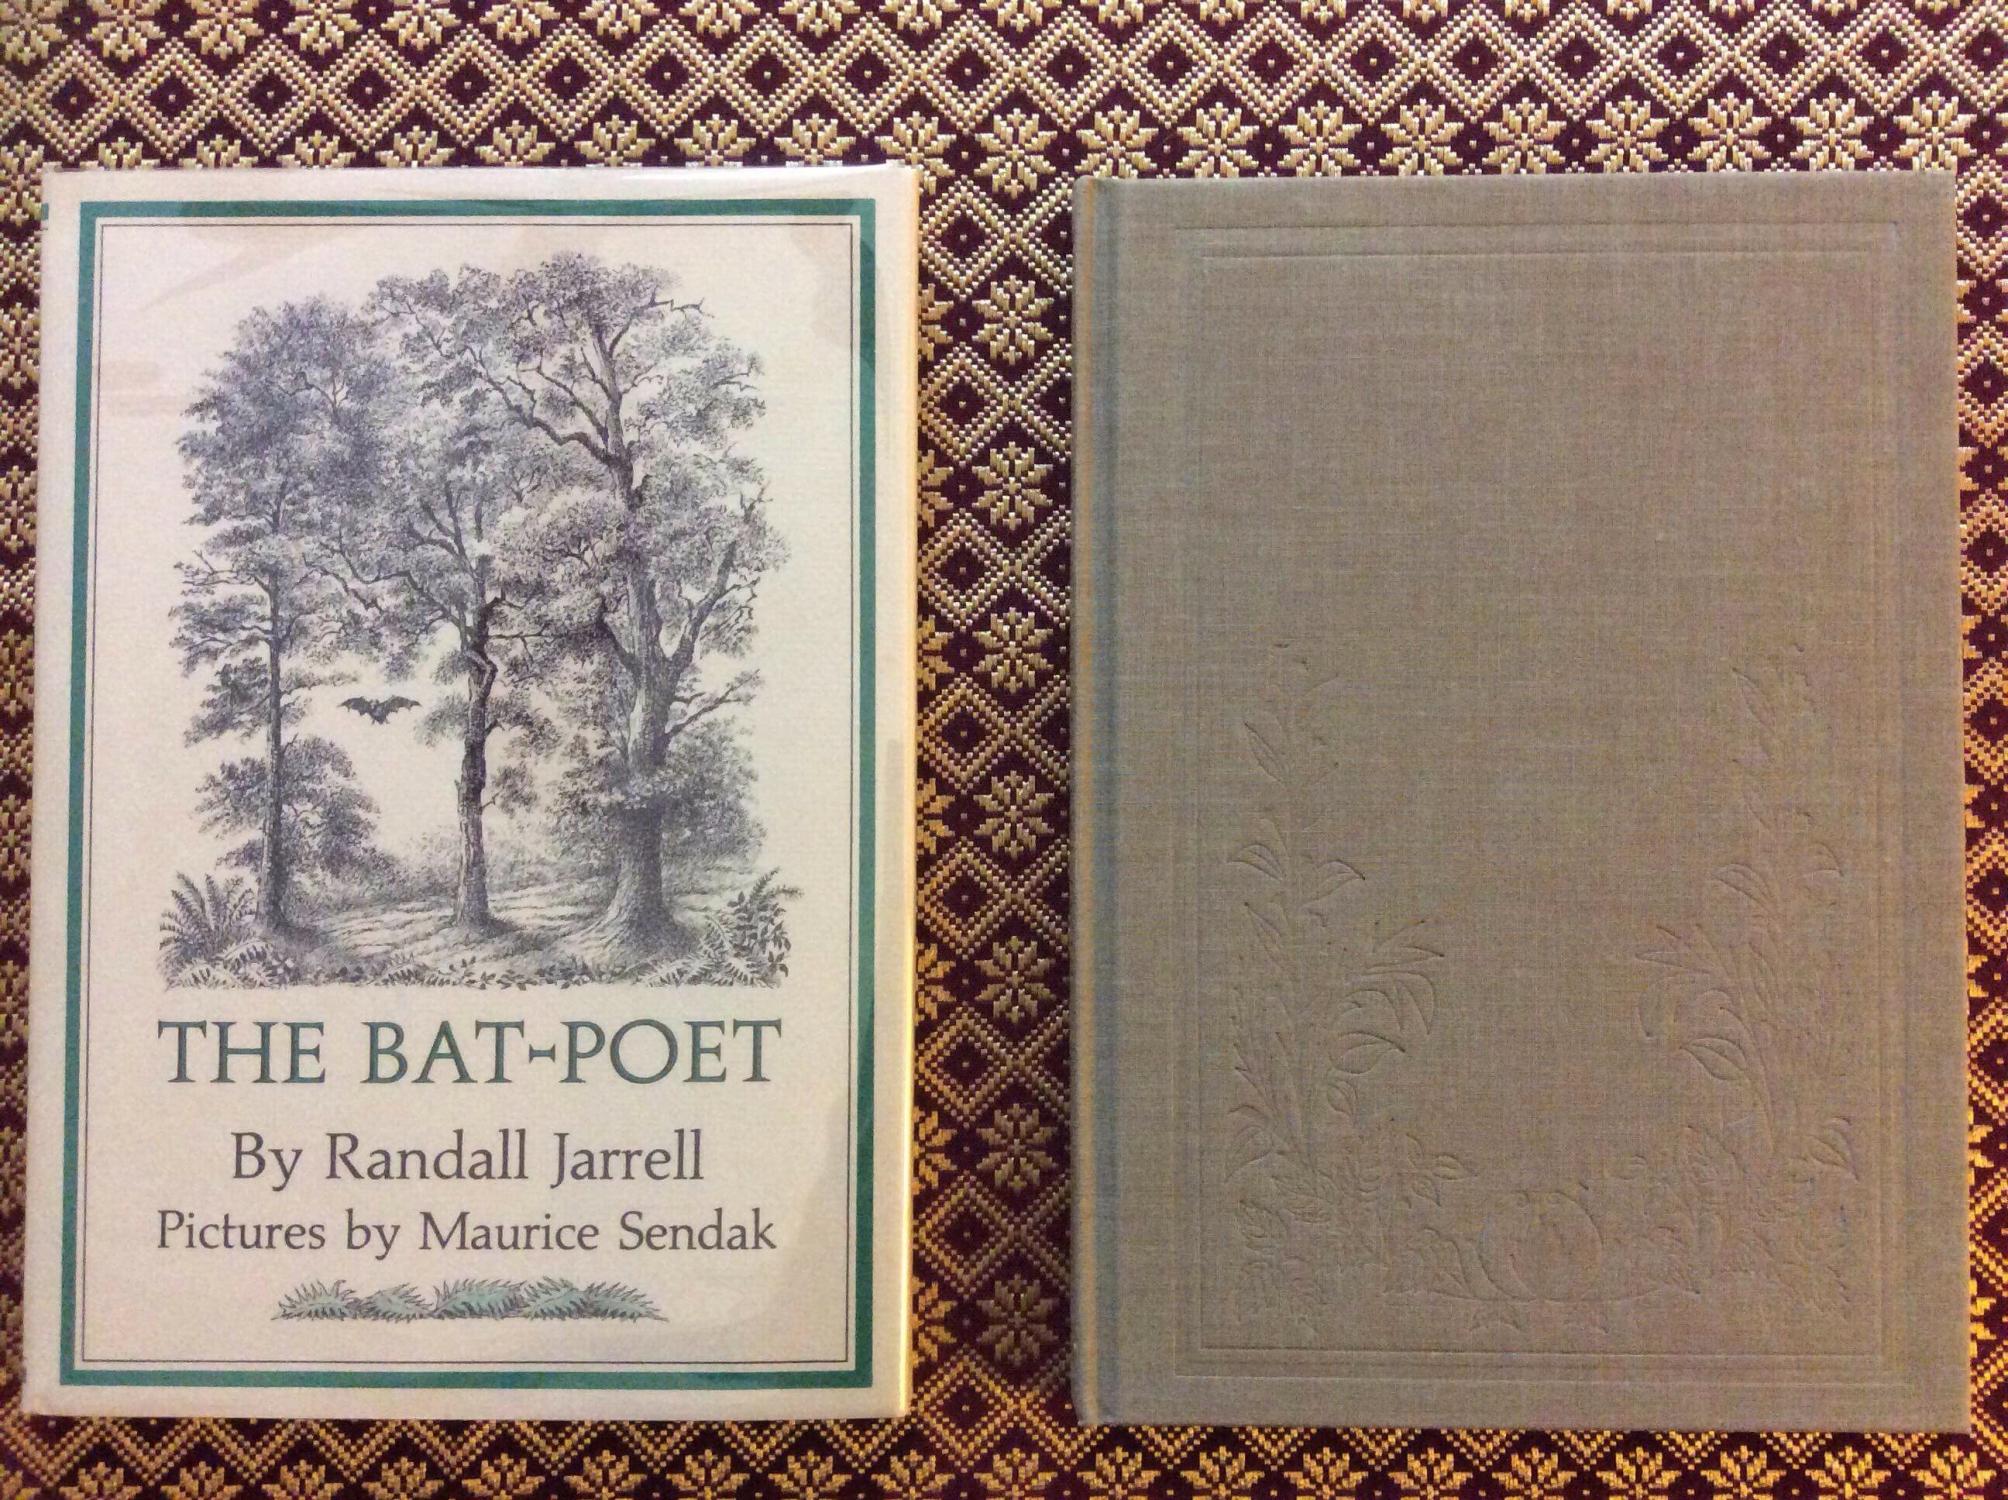 THE BAT-POET
By Randall Jarrell
Pictures by Maurice Sendak